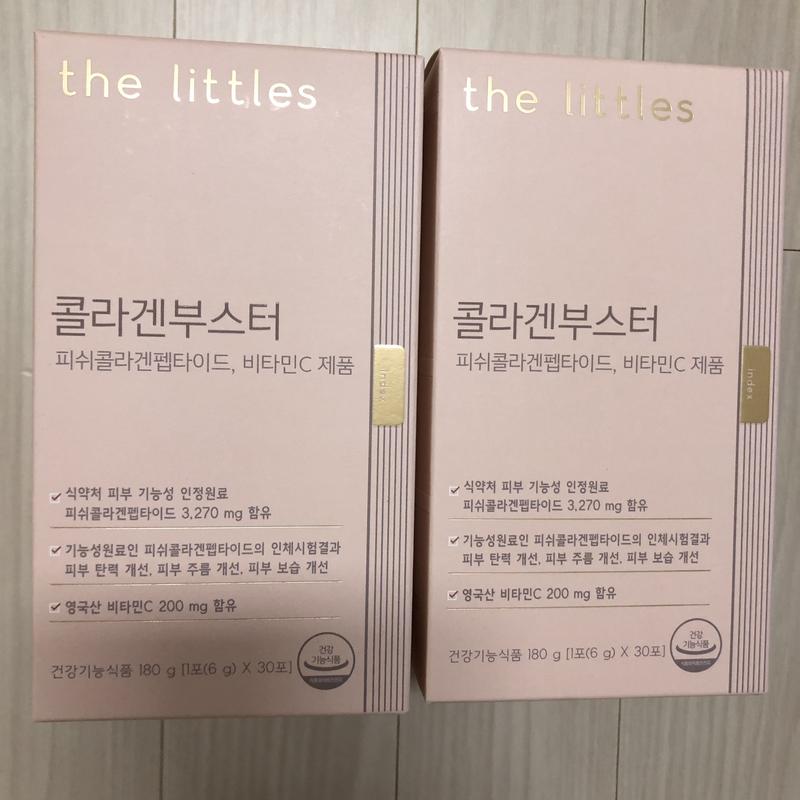 the littles
콜라겐부스터
피쉬콜라겐펩타이드, 비타민C 제품
index
식약처 피부 기능성 인정원료
피쉬콜라겐펩타이드 3,270 mg 함유
기능성원료인 피쉬콜라겐펩타이드의 인체시험결과
피부 탄력 개선, 피부 주름 개선, 피부 보습 개선
영국산 비타민C 200 mg 함유
건강기능식품 180 g [1포(6 g) X 30포]
건강
기능식품
the littles
콜라겐부스터
피쉬콜라겐펩타이드, 비타민C 제품
index
식약처 피부 기능성 인정원료
피쉬콜라겐펩타이드 3,270 mg 함유
기능성원료인 피쉬콜라겐펩타이드의 인체시험결과
피부 탄력 개선, 피부 주름 개선, 피부 보습 개선
영국산 비타민C 200 mg 함유
건강기능식품 180 g [1포(6 g) X 30포]
건강
기능식품